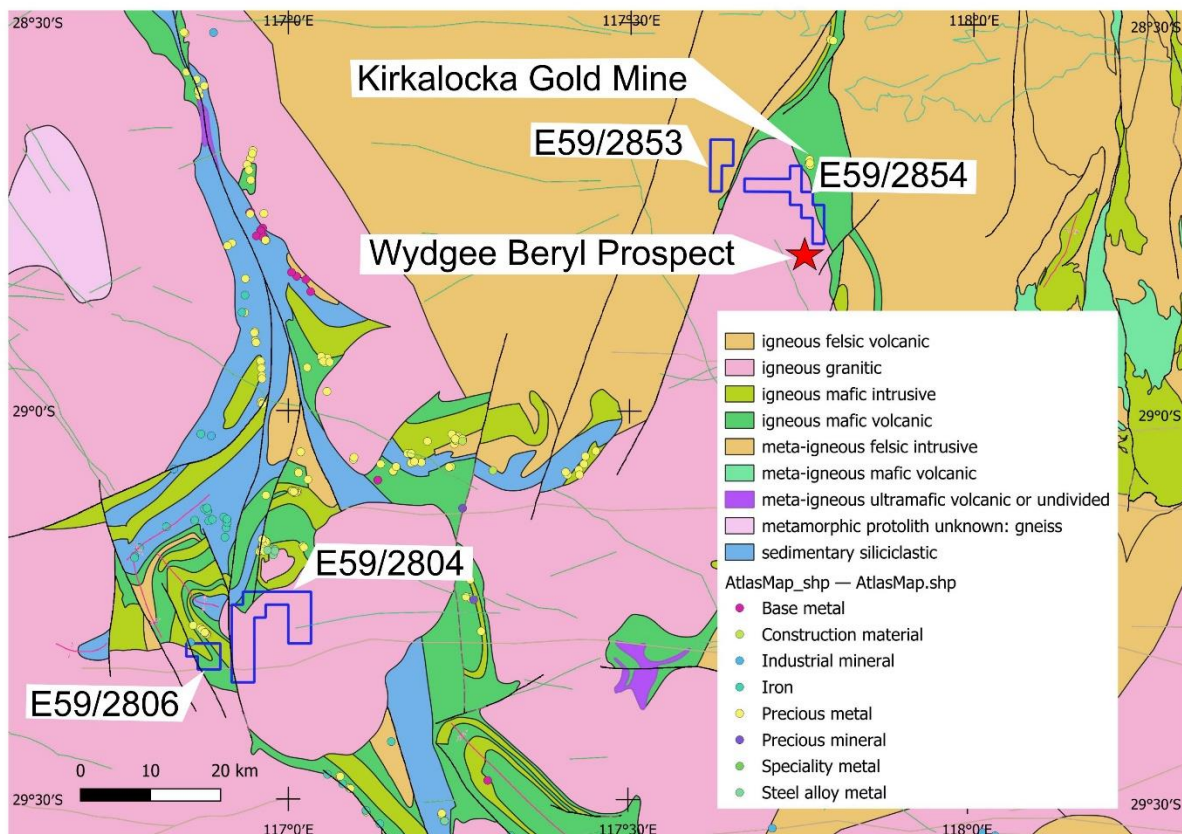 28°30'S
117°0'E
117°30'E
118°0'E
28°30'S
Kirkalocka Gold Mine
E59/2853
E59/2854
Wydgee Beryl Prospect
igneous felsic volcanic
igneous granitic
igneous mafic intrusive
igneous mafic volcanic
meta-igneous felsic intrusive
meta-igneous mafic volcanic
meta-igneous ultramafic volcanic or undivided
metamorphic protolith unknown: gneiss
sedimentary siliciclastic
AtlasMap_shp — AtlasMap.shp
Base metal
Construction material
Industrial mineral
Iron
Precious metal
Precious mineral
Speciality metal
Steel alloy metal
29°0'S
29°0'S
E59/2804
E59/2806
0 10 20 km
29°30'S
29°30'S
117°0'E
117°30'E
118°0'E